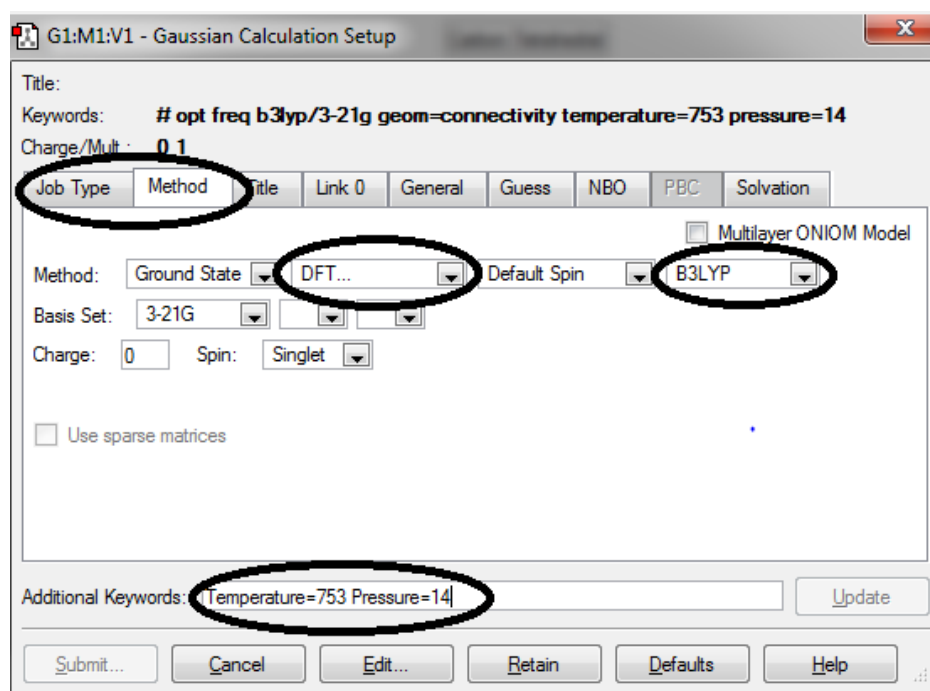 G1:M1:V1 - Gaussian Calculation Setup
Title:
Keywords: # opt freq b3lyp/3-21g geom=connectivity temperature=753 pressure=14
Charge/Mult.: 0 1
Job Type Method Title Link 0 General Guess NBO PBC Solvation
Multilayer ONIOM Model
Method: Ground State DFT... Default Spin B3LYP
Basis Set: 3-21G
Charge: 0 Spin: Singlet
Use sparse matrices
Additional Keywords: Temperature=753 Pressure=14 Update
Submit... Cancel Edit... Retain Defaults Help